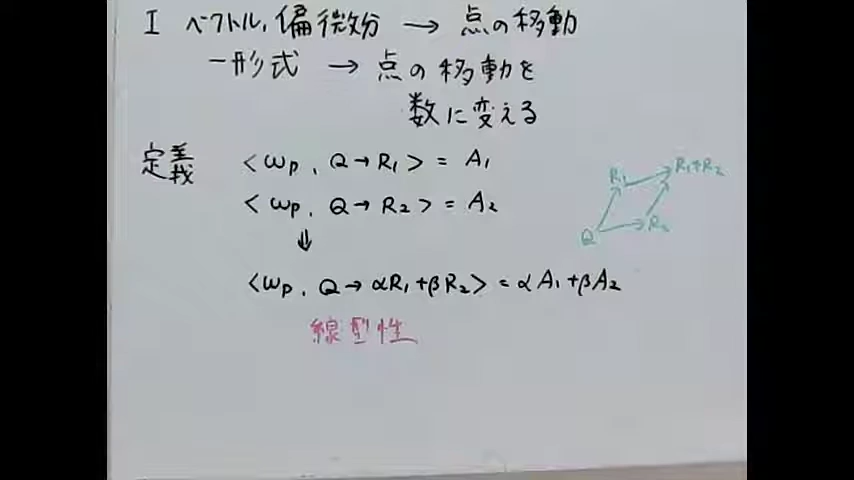 I ベクトル, 偏微分 → 点の移動
一形式 → 点の移動を
数に変える
定義 < ωp , Q → R1 > = A1
< ωp , Q → R2 > = A2
⇓
< ωp , Q → αR1 + βR2 > = αA1 + βA2
線型性
R1 R1+R2
Q R2